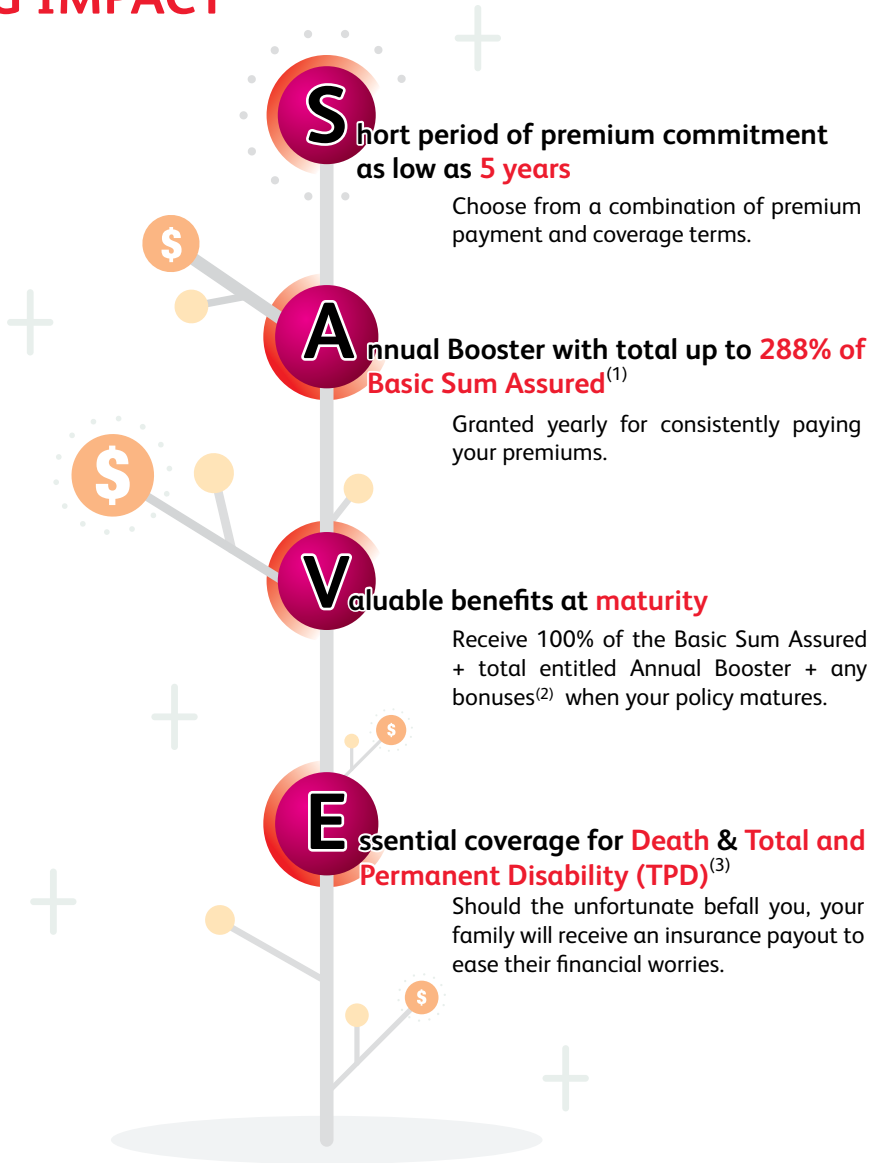 G IMPACT
Short period of premium commitment
as low as 5 years
Choose from a combination of premium
payment and coverage terms.
$
Annual Booster with total up to 288% of
Basic Sum Assured(1)
Granted yearly for consistently paying
your premiums.
$
Valuable benefits at maturity
Receive 100% of the Basic Sum Assured
+ total entitled Annual Booster + any
bonuses(2) when your policy matures.
$
Essential coverage for Death & Total and
Permanent Disability (TPD)(3)
Should the unfortunate befall you, your
family will receive an insurance payout to
ease their financial worries.
$